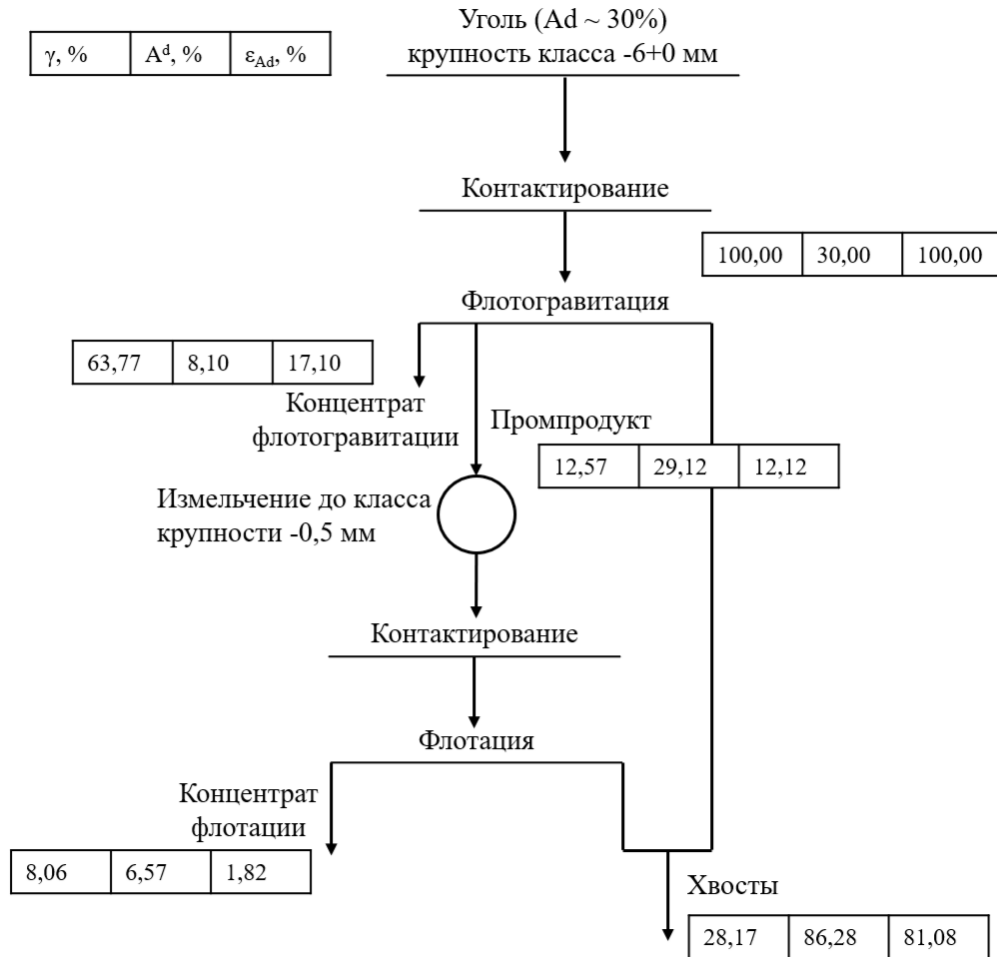 Уголь (Ad ~ 30%)
крупность класса -6+0 мм
γ, % A^d, % ε_Ad, %
Контактирование
100,00 30,00 100,00
Флотогравитация
63,77 8,10 17,10
Концентрат
флотогравитации
Промпродукт
12,57 29,12 12,12
Измельчение до класса
крупности -0,5 мм
Контактирование
Флотация
Концентрат
флотации
8,06 6,57 1,82
Хвосты
28,17 86,28 81,08